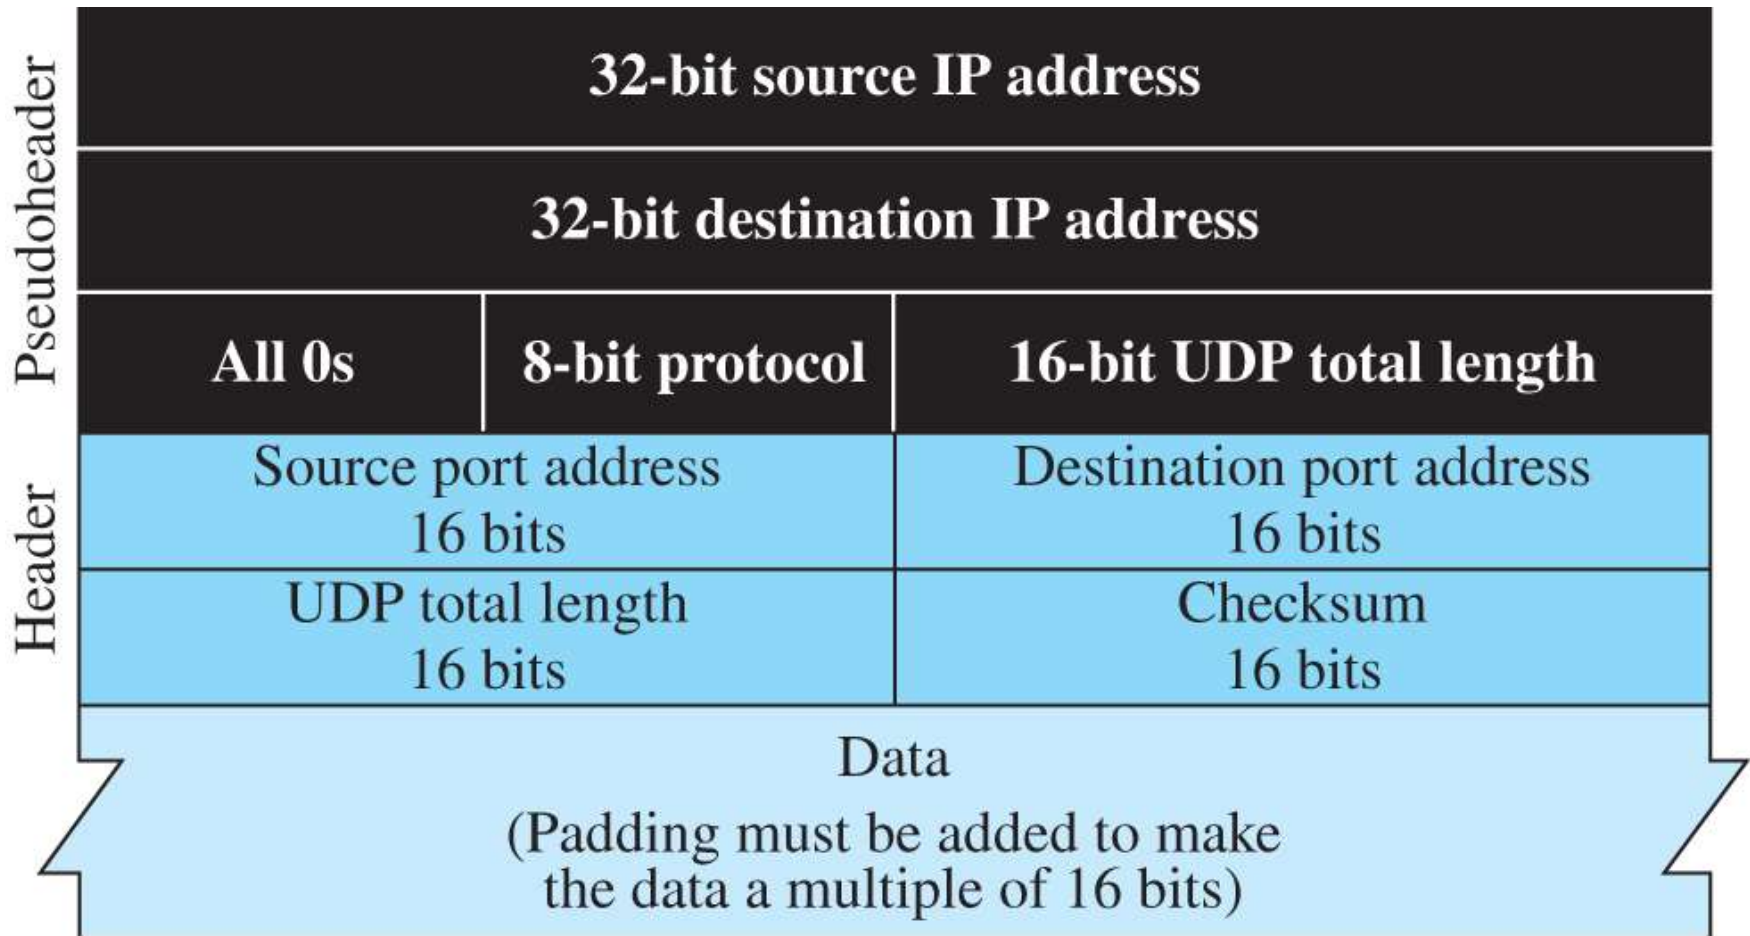 Pseudoheader
32-bit source IP address
32-bit destination IP address
All 0s
8-bit protocol
16-bit UDP total length
Header
Source port address
16 bits
Destination port address
16 bits
UDP total length
16 bits
Checksum
16 bits
Data
(Padding must be added to make
the data a multiple of 16 bits)